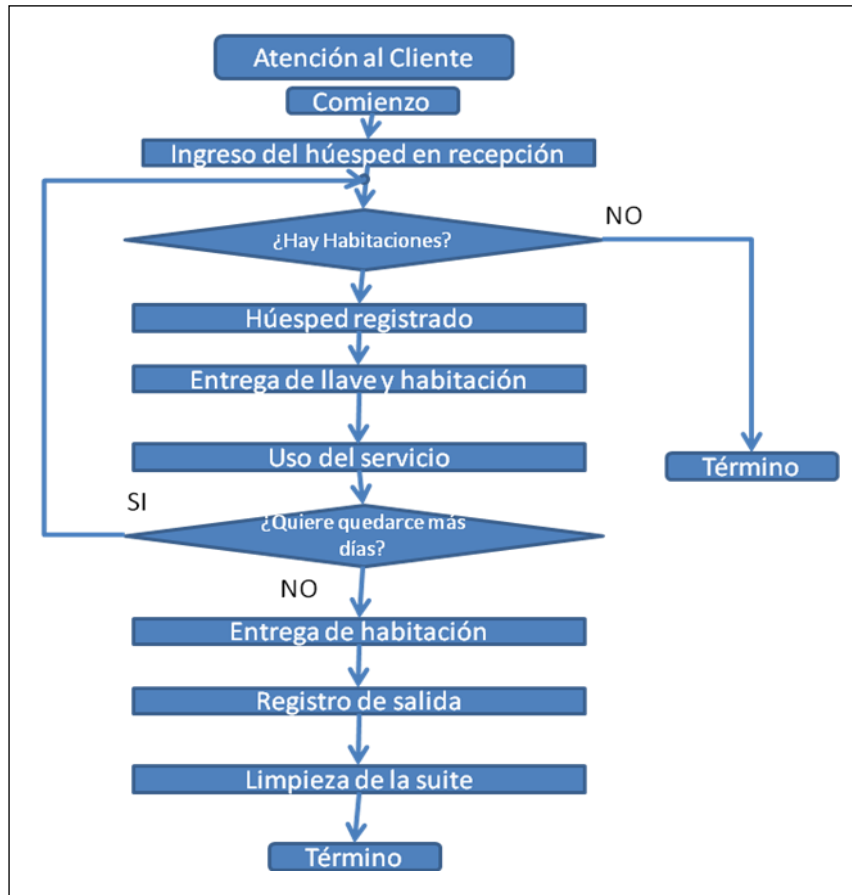 Atención al Cliente
Comienzo
Ingreso del húesped en recepción
¿Hay Habitaciones?
NO
Húesped registrado
Entrega de llave y habitación
Uso del servicio
Término
SI
¿Quiere quedarce más
días?
NO
Entrega de habitación
Registro de salida
Limpieza de la suite
Término